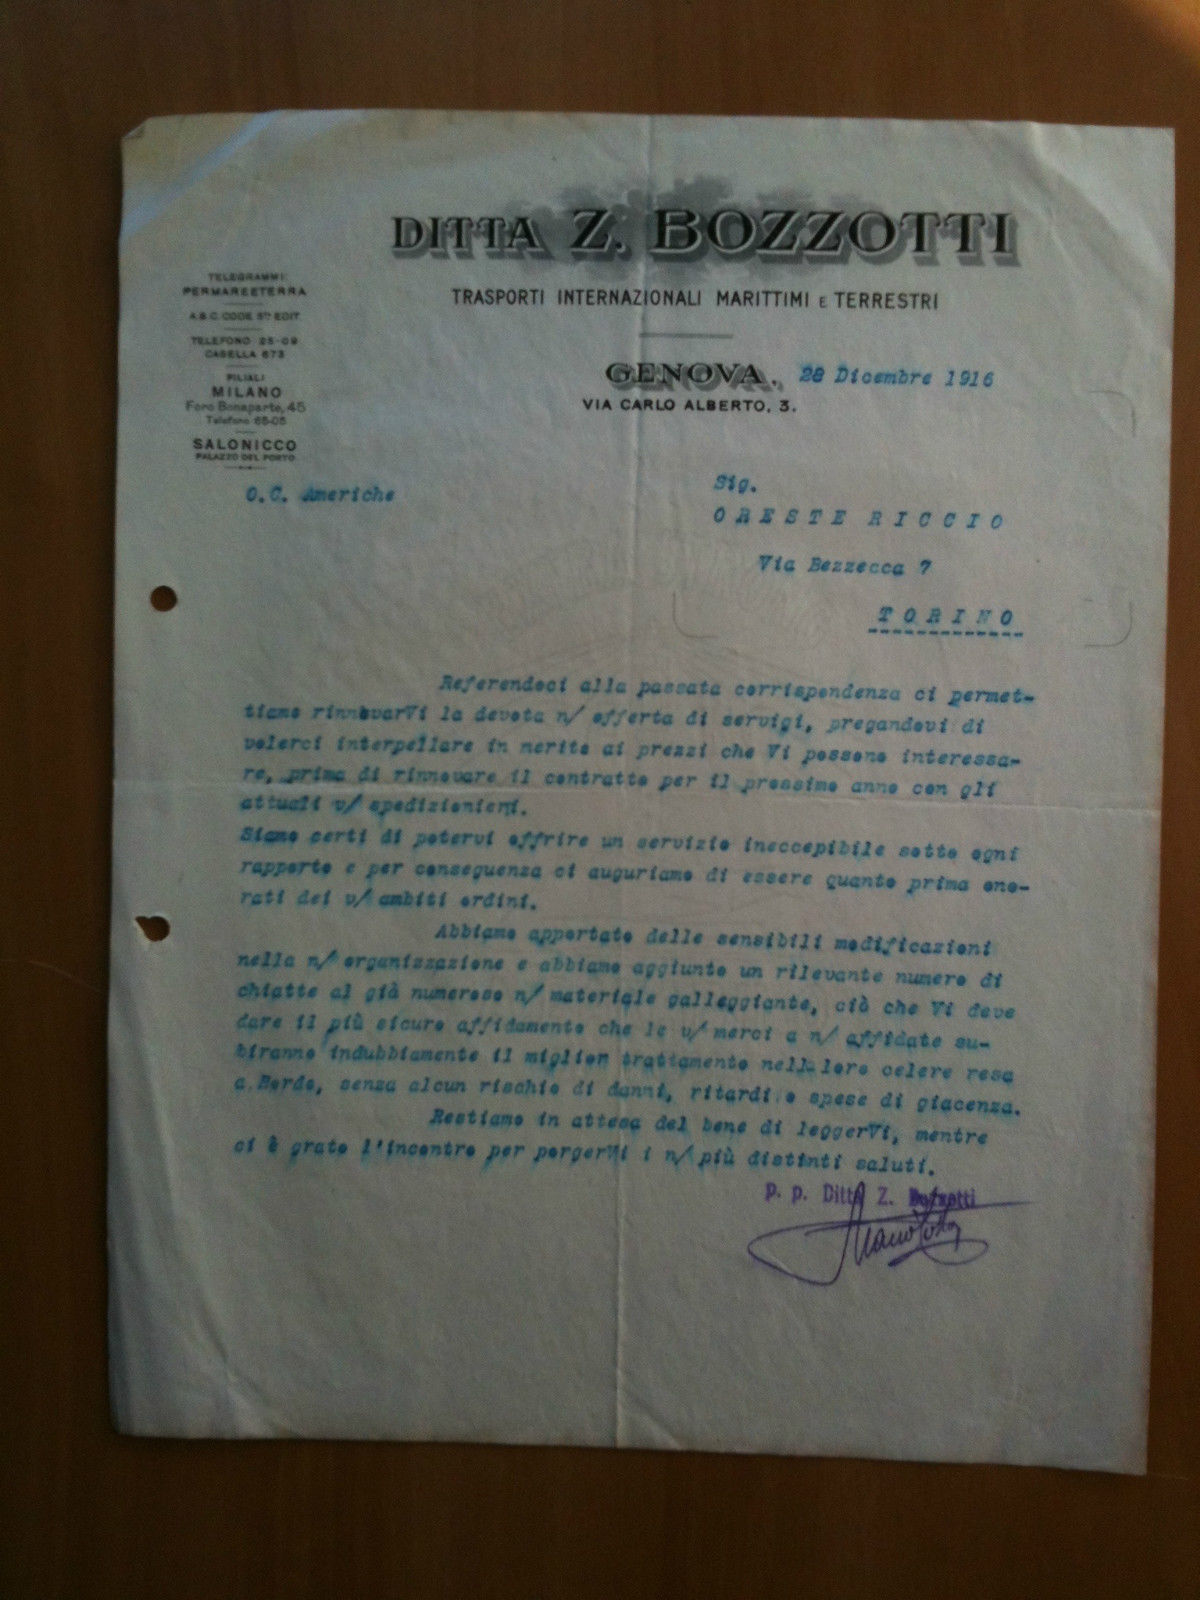 DITTA Z. BOZZOTTI
TRASPORTI INTERNAZIONALI MARITTIMI E TERRESTRI
TELEGRAMMI:
PERMAREETERRA
A.B.C. CODE 5TH EDIT.
TELEFONO 25-09
CASELLA 673
FILIALI
MILANO
Foro Bonaparte, 45
Telefono 65-05
SALONICCO
PALAZZO DEL PORTO
GENOVA. 28 Dicembre 1916
VIA CARLO ALBERTO, 3.
O.C. Americhe
Sig.
ORESTE RICCIO
Via Bezzecca 7
TORINO
Referendoci alla passata corrispondenza ci permet-
tiamo rinnovarVi la devota n/ offerta di servigi, pregandovi di
volerci interpellare in merito ai prezzi che Vi possono interessa-
re, prima di rinnovare il contratto per il prossimo anno con gli
attuali v/ spedizionieri.
Siamo certi di potervi offrire un servizio ineccepibile sotto ogni
rapporto e per conseguenza ci auguriamo di essere quanto prima ono-
rati dei v/ ambiti ordini.
Abbiamo apportato delle sensibili modificazioni
nella n/ organizzazione e abbiamo aggiunto un rilevante numero di
chiatte al già numeroso n/ materiale galleggiante, ciò che Vi deve
dare il più sicuro affidamento che le v/ merci a n/ affidate su-
biranno indubbiamente il miglior trattamento nella loro celere resa
a Bordo, senza alcun rischio di danni, ritardi o spese di giacenza.
Restiamo in attesa del bene di leggerVi, mentre
ci è grato l'incontro per porgerVi i n/ più distinti saluti.
p. p. Ditta Z. Bozzotti